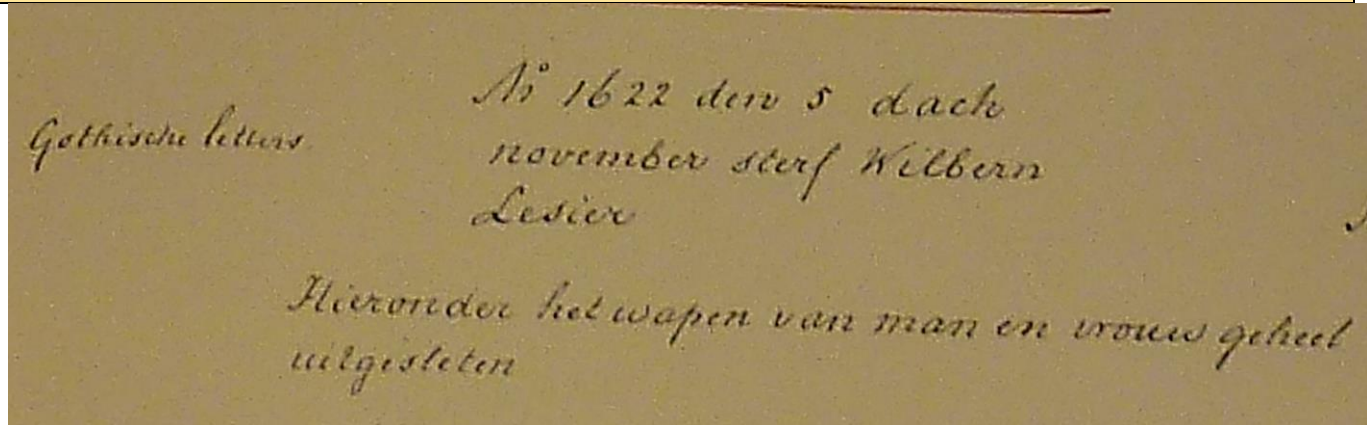 Gothische letters
No 1622 den 5 dach
november sterf Wilbern
Lesier
Hieronder het wapen van man en vrouw geheel
uitgesleten